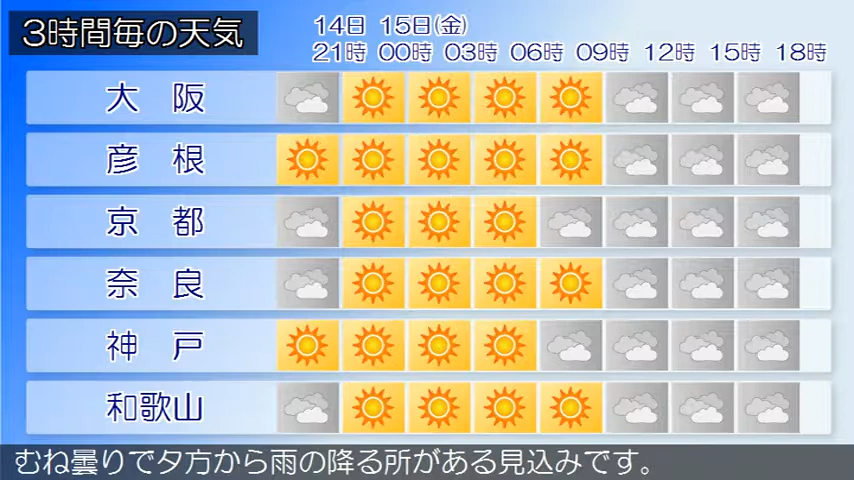 3時間毎の天気
14日 15日(金)
21時 00時 03時 06時 09時 12時 15時 18時
大 阪
彦 根
京 都
奈 良
神 戸
和歌山
むね曇りで夕方から雨の降る所がある見込みです。